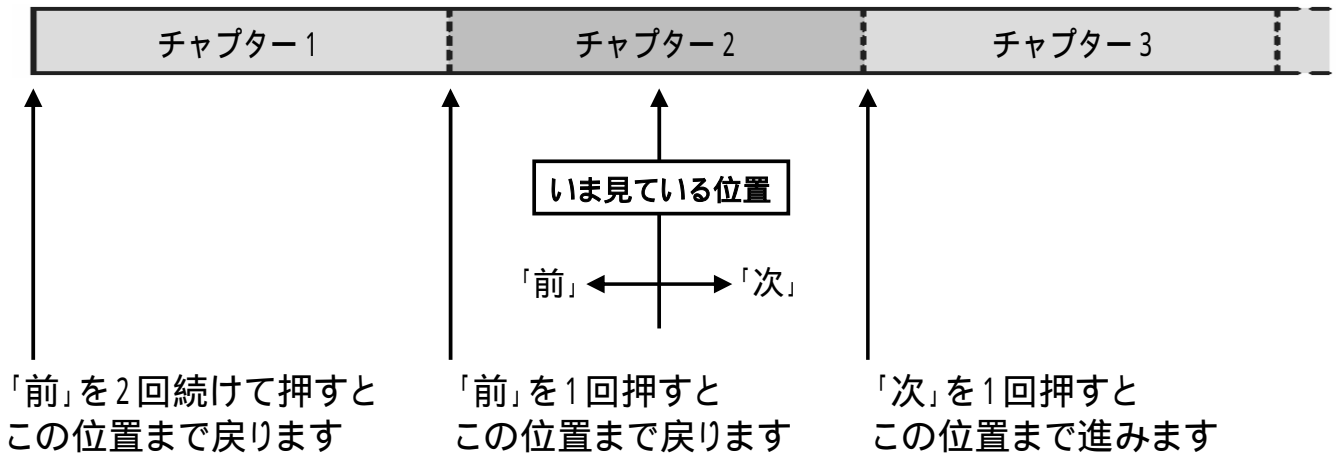 チャプター1
チャプター2
チャプター3
いま見ている位置
「前」
「次」
「前」を2回続けて押すと
この位置まで戻ります
「前」を1回押すと
この位置まで戻ります
「次」を1回押すと
この位置まで進みます